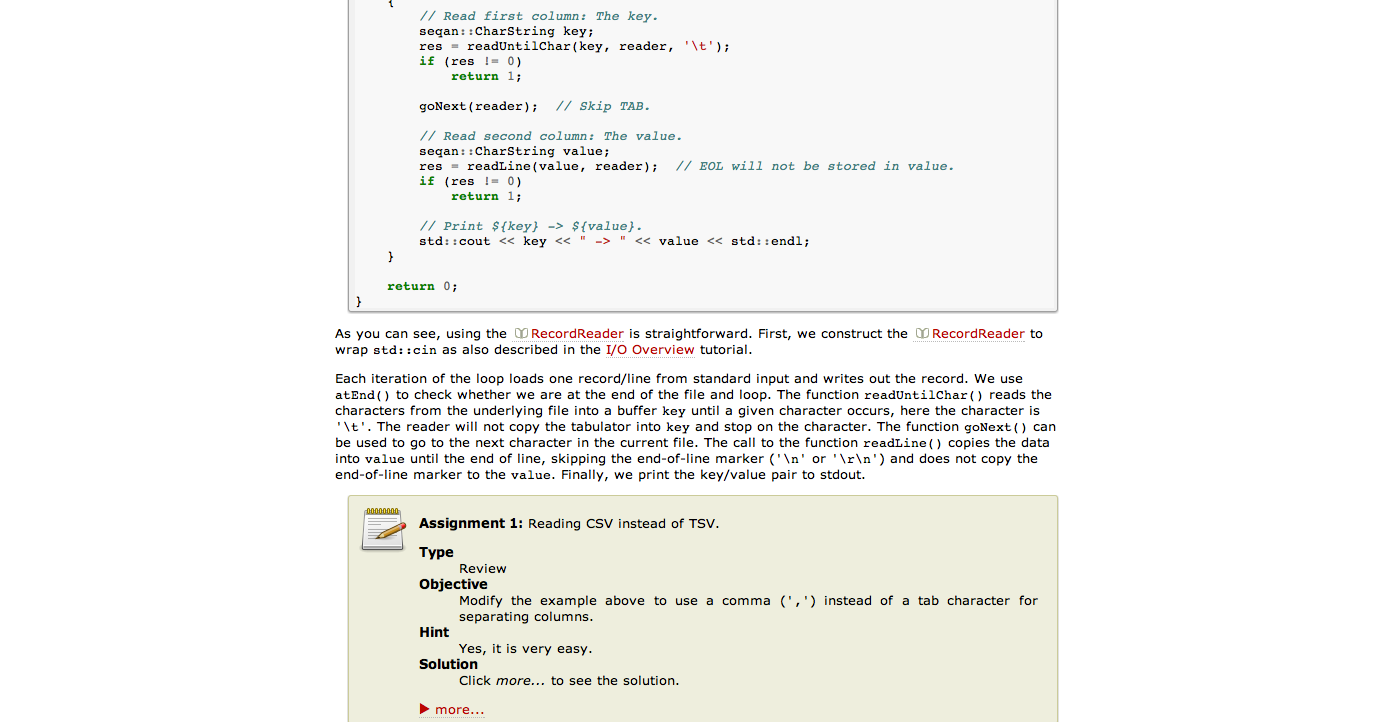 {
// Read first column: The key.
seqan::CharString key;
res = readUntilChar(key, reader, '\t');
if (res != 0)
return 1;
goNext(reader);  // Skip TAB.
// Read second column: The value.
seqan::CharString value;
res = readLine(value, reader);  // EOL will not be stored in value.
if (res != 0)
return 1;
// Print ${key} -> ${value}.
std::cout << key << " -> " << value << std::endl;
}
return 0;
}
As you can see, using the RecordReader is straightforward. First, we construct the RecordReader to
wrap std::cin as also described in the I/O Overview tutorial.
Each iteration of the loop loads one record/line from standard input and writes out the record. We use
atEnd() to check whether we are at the end of the file and loop. The function readUntilChar() reads the
characters from the underlying file into a buffer key until a given character occurs, here the character is
'\t'. The reader will not copy the tabulator into key and stop on the character. The function goNext() can
be used to go to the next character in the current file. The call to the function readLine() copies the data
into value until the end of line, skipping the end-of-line marker ('\n' or '\r\n') and does not copy the
end-of-line marker to the value. Finally, we print the key/value pair to stdout.
Assignment 1: Reading CSV instead of TSV.
Type
Review
Objective
Modify the example above to use a comma (',') instead of a tab character for
separating columns.
Hint
Yes, it is very easy.
Solution
Click more... to see the solution.
more...